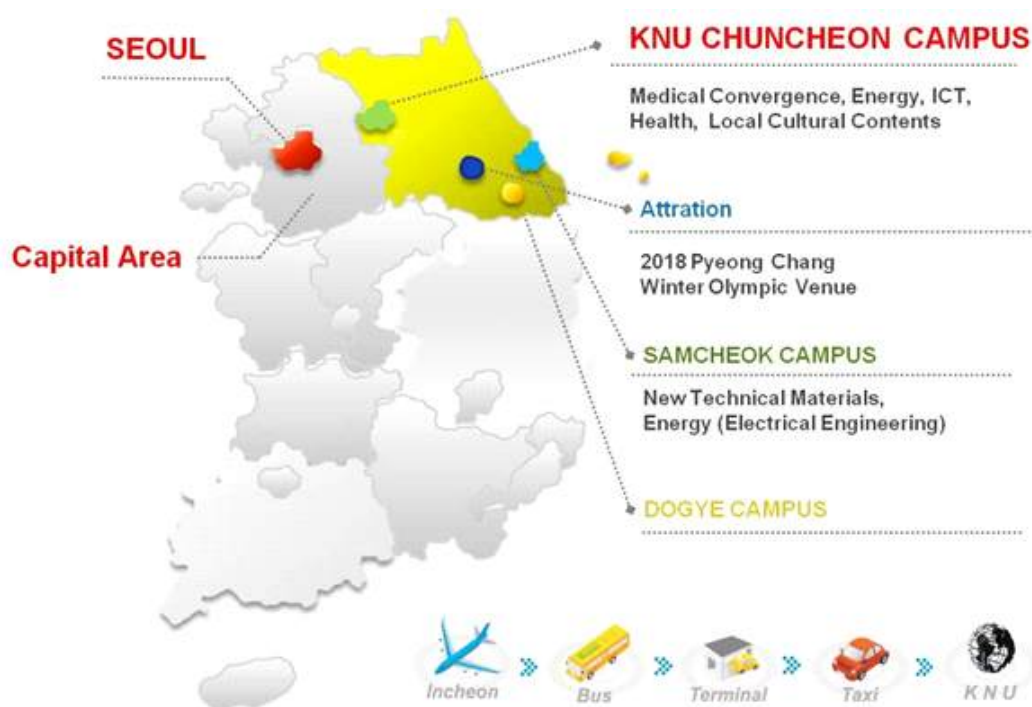 SEOUL
KNU CHUNCHEON CAMPUS
Medical Convergence, Energy, ICT,
Health, Local Cultural Contents
Attration
Capital Area
2018 Pyeong Chang
Winter Olympic Venue
SAMCHEOK CAMPUS
New Technical Materials,
Energy (Electrical Engineering)
DOGYE CAMPUS
Incheon Bus Terminal Taxi KNU